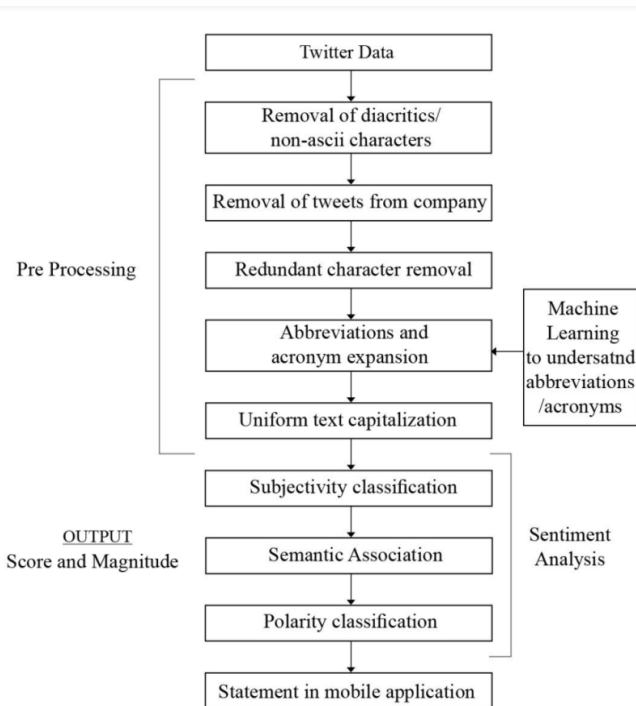 Twitter Data
Removal of diacritics/
non-ascii characters
Removal of tweets from company
Pre Processing
Redundant character removal
Abbreviations and
acronym expansion
Machine
Learning
to undersatnd
abbreviations
/acronyms
Uniform text capitalization
Subjectivity classification
OUTPUT
Score and Magnitude
Semantic Association
Sentiment
Analysis
Polarity classification
Statement in mobile application